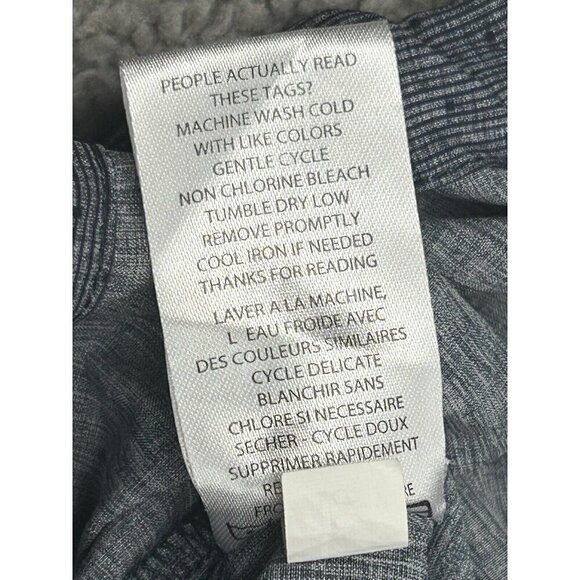 PEOPLE ACTUALLY READ
THESE TAGS?
MACHINE WASH COLD
WITH LIKE COLORS
GENTLE CYCLE
NON CHLORINE BLEACH
TUMBLE DRY LOW
REMOVE PROMPTLY
COOL IRON IF NEEDED
THANKS FOR READING
LAVER A LA MACHINE,
L EAU FROIDE AVEC
DES COULEURS SIMILAIRES
CYCLE DELICATE
BLANCHIR SANS
CHLORE SI NECESSAIRE
SECHER - CYCLE DOUX
SUPPRIMER RAPIDEMENT